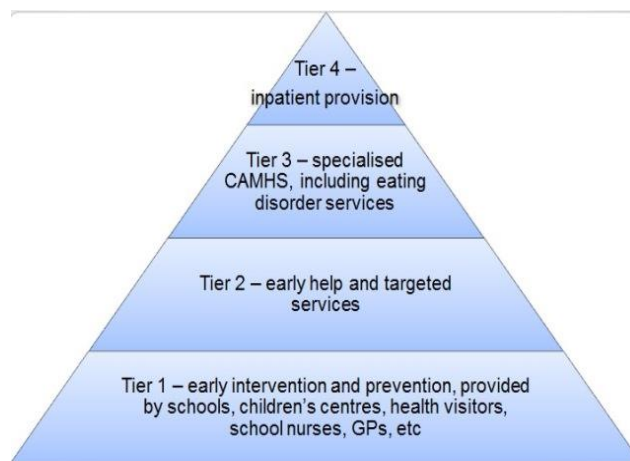 Tier 4 –
inpatient provision
Tier 3 – specialised
CAMHS, including eating
disorder services
Tier 2 – early help and targeted
services
Tier 1 – early intervention and prevention, provided
by schools, children’s centres, health visitors,
school nurses, GPs, etc